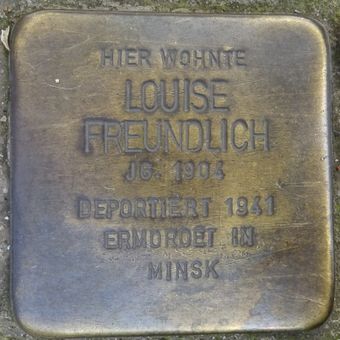 HIER WOHNTE
LOUISE
FREUNDLICH
JG. 1904
DEPORTIERT 1941
ERMORDET IN
MINSK